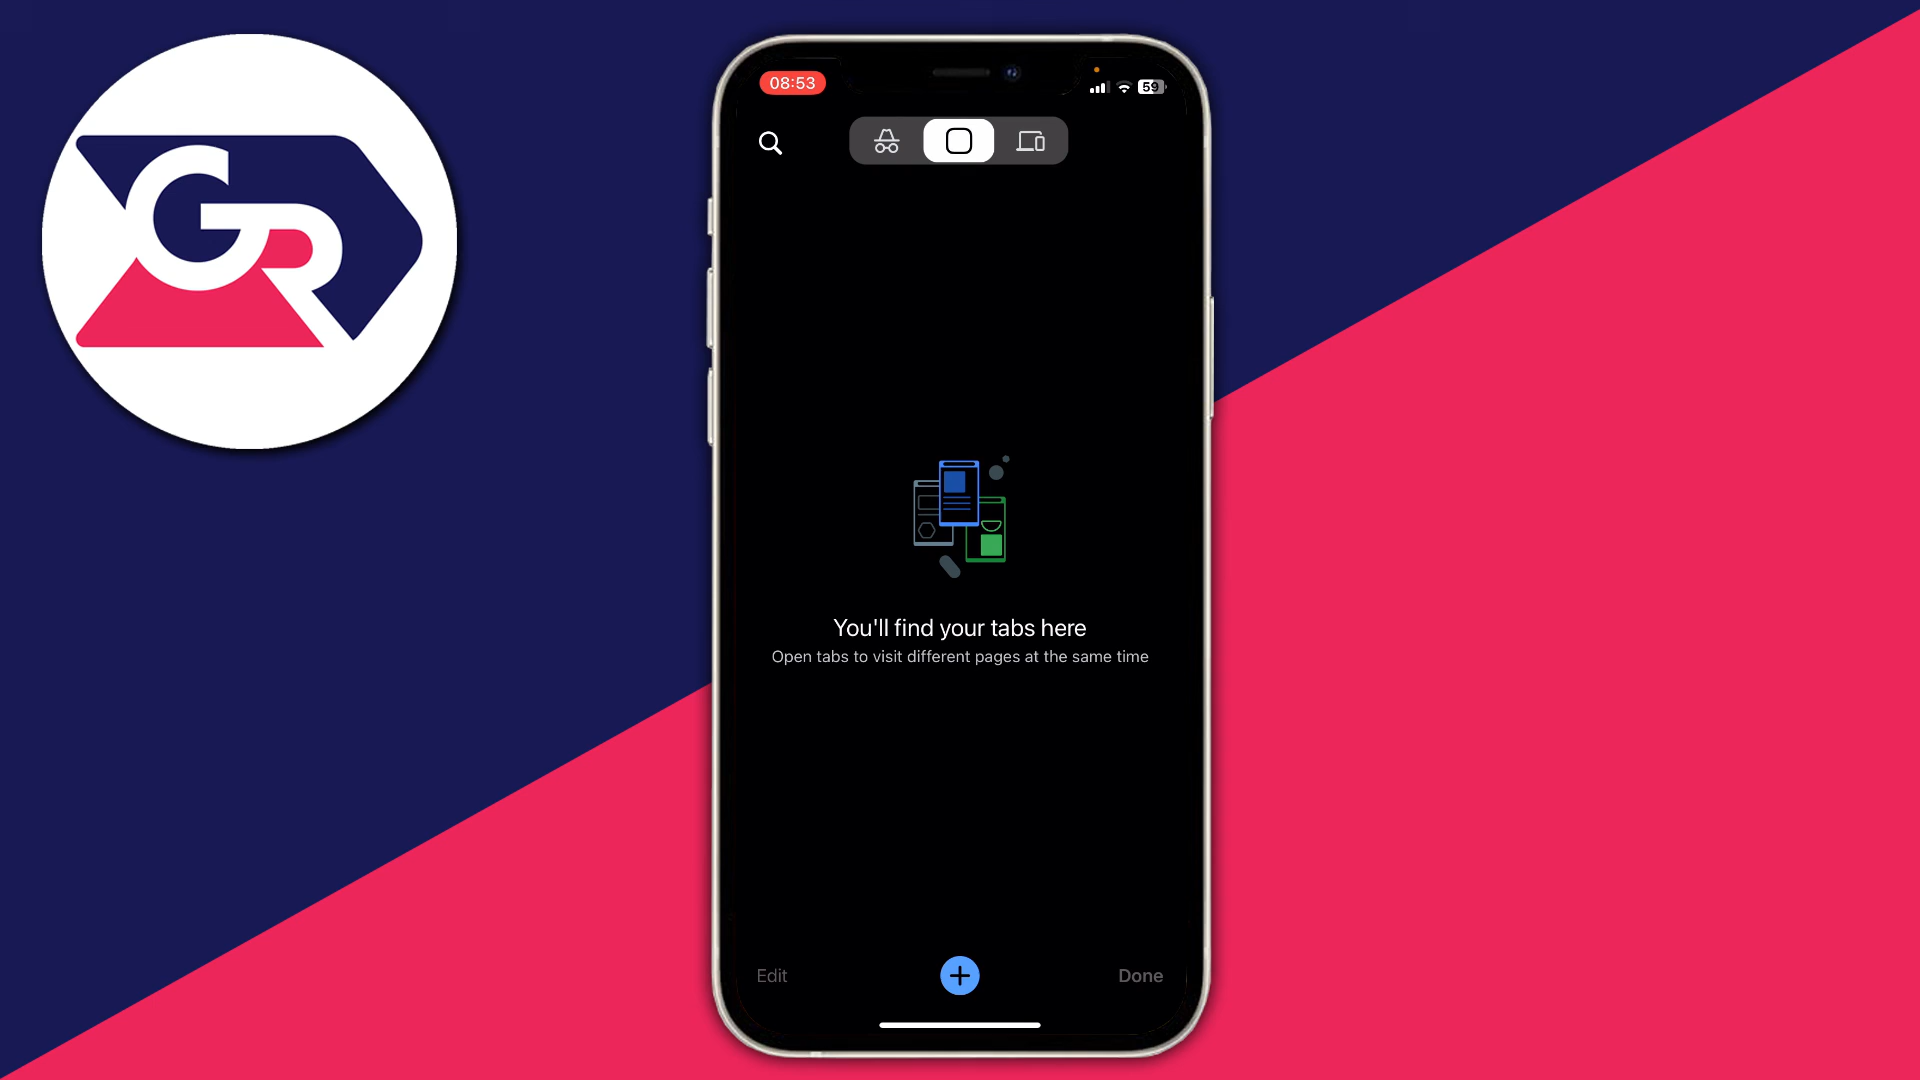 GR
08:53
59
You'll find your tabs here
Open tabs to visit different pages at the same time
Edit
Done